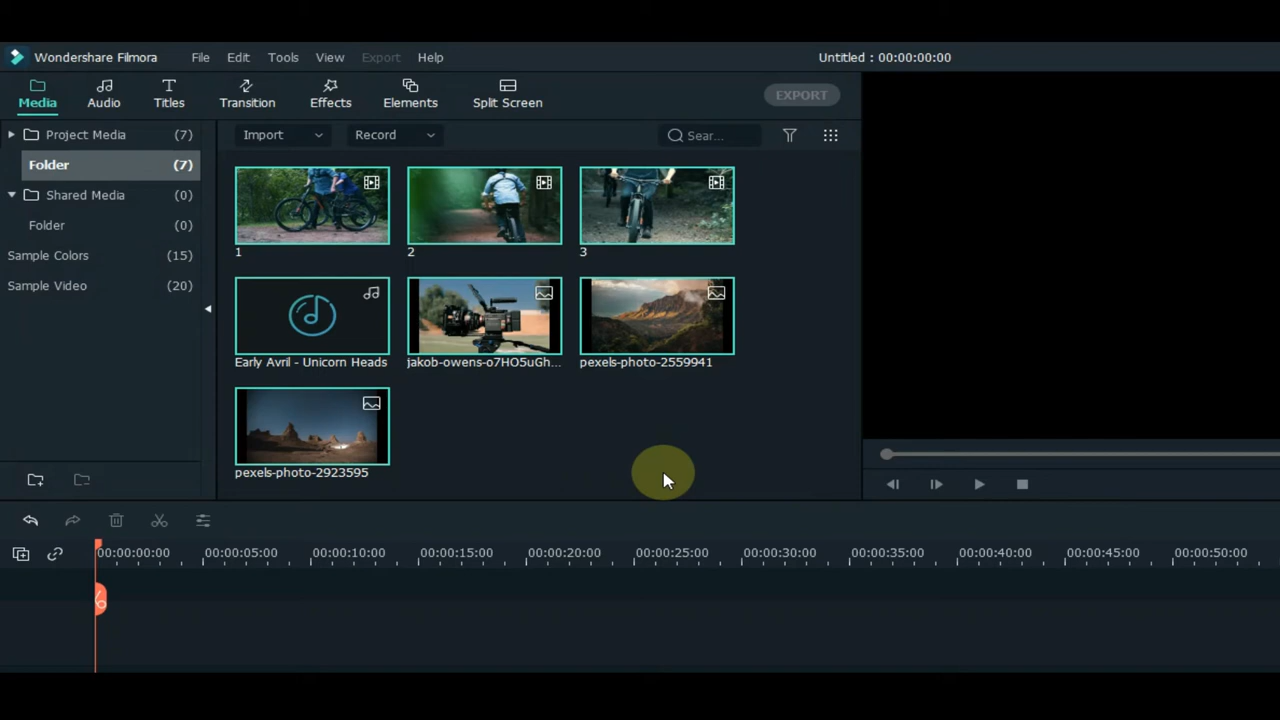 Wondershare Filmora File Edit Tools View Export Help Untitled : 00:00:00:00
Media Audio Titles Transition Effects Elements Split Screen EXPORT
Project Media (7)
Folder (7)
Shared Media (0)
Folder (0)
Sample Colors (15)
Sample Video (20)
Import Record Sear...
1 2 3
Early Avril - Unicorn Heads jakob-owens-o7HO5uGh... pexels-photo-2559941
pexels-photo-2923595
00:00:00:00 00:00:05:00 00:00:10:00 00:00:15:00 00:00:20:00 00:00:25:00 00:00:30:00 00:00:35:00 00:00:40:00 00:00:45:00 00:00:50:00